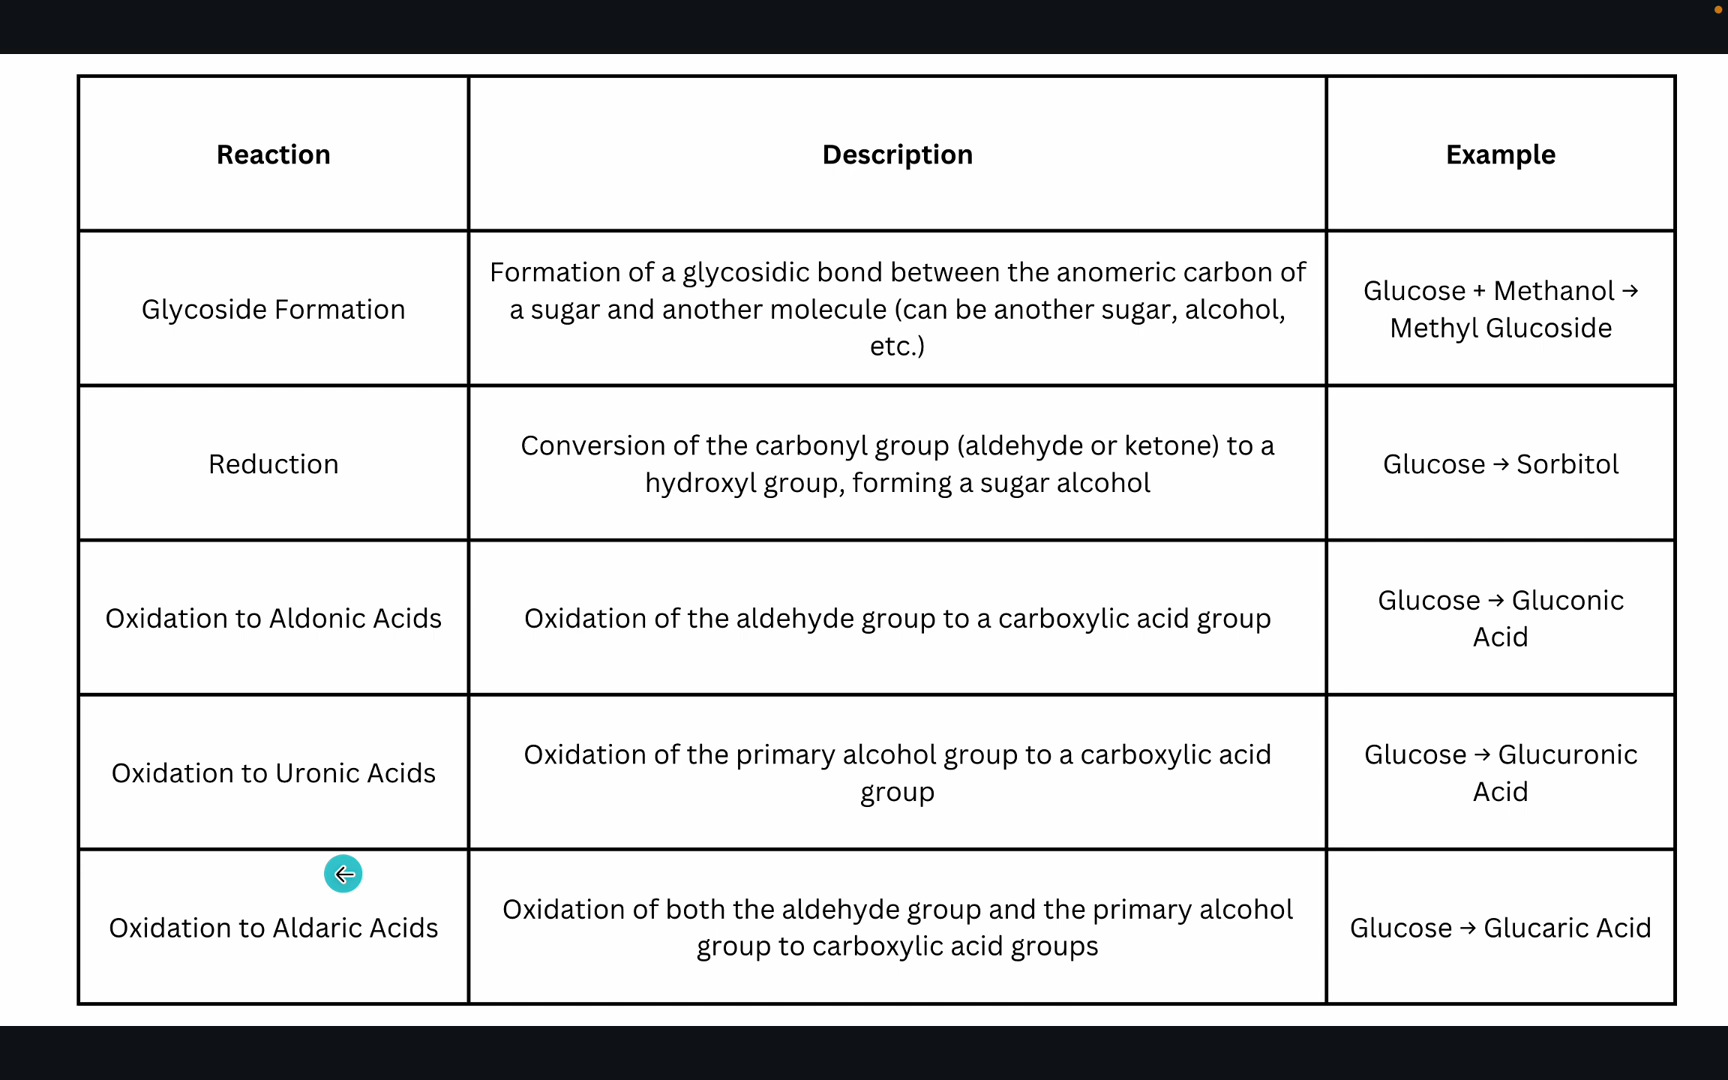 Reaction
Description
Example
Glycoside Formation
Formation of a glycosidic bond between the anomeric carbon of
a sugar and another molecule (can be another sugar, alcohol,
etc.)
Glucose + Methanol →
Methyl Glucoside
Reduction
Conversion of the carbonyl group (aldehyde or ketone) to a
hydroxyl group, forming a sugar alcohol
Glucose → Sorbitol
Oxidation to Aldonic Acids
Oxidation of the aldehyde group to a carboxylic acid group
Glucose → Gluconic
Acid
Oxidation to Uronic Acids
Oxidation of the primary alcohol group to a carboxylic acid
group
Glucose → Glucuronic
Acid
Oxidation to Aldaric Acids
Oxidation of both the aldehyde group and the primary alcohol
group to carboxylic acid groups
Glucose → Glucaric Acid